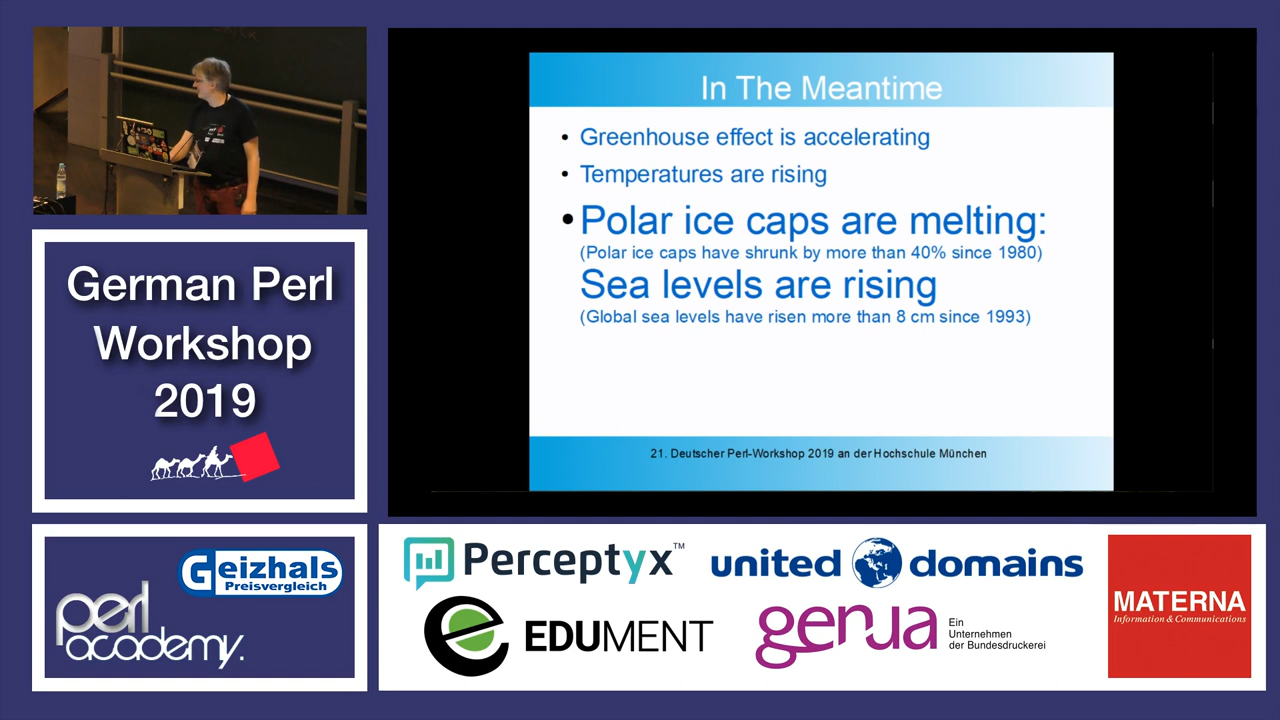 In The Meantime
• Greenhouse effect is accelerating
• Temperatures are rising
• Polar ice caps are melting:
(Polar ice caps have shrunk by more than 40% since 1980)
Sea levels are rising
(Global sea levels have risen more than 8 cm since 1993)
21. Deutscher Perl-Workshop 2019 an der Hochschule München
German Perl
Workshop
2019
Geizhals
Preisvergleich
perl
academy.
Perceptyx™
united domains
EDUMENT
genua
Ein
Unternehmen
der Bundesdruckerei
MATERNA
Information & Communications